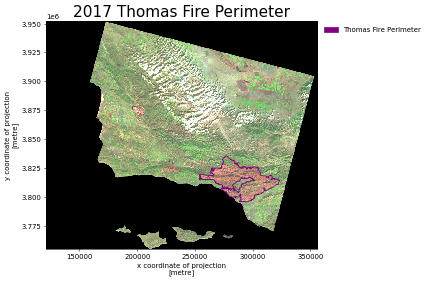 2017 Thomas Fire Perimeter
1e6
Thomas Fire Perimeter
3.950
3.925
3.900
3.875
3.850
3.825
3.800
3.775
y coordinate of projection
[metre]
150000 200000 250000 300000 350000
x coordinate of projection
[metre]